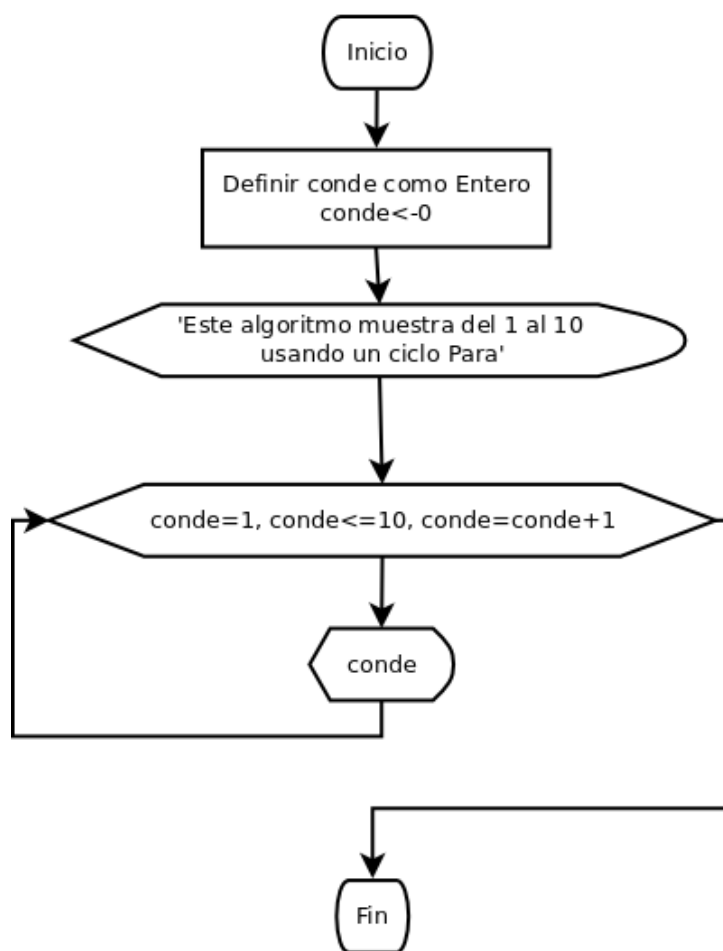 Inicio
Definir conde como Entero
conde<-0
'Este algoritmo muestra del 1 al 10
usando un ciclo Para'
conde=1, conde<=10, conde=conde+1
conde
Fin